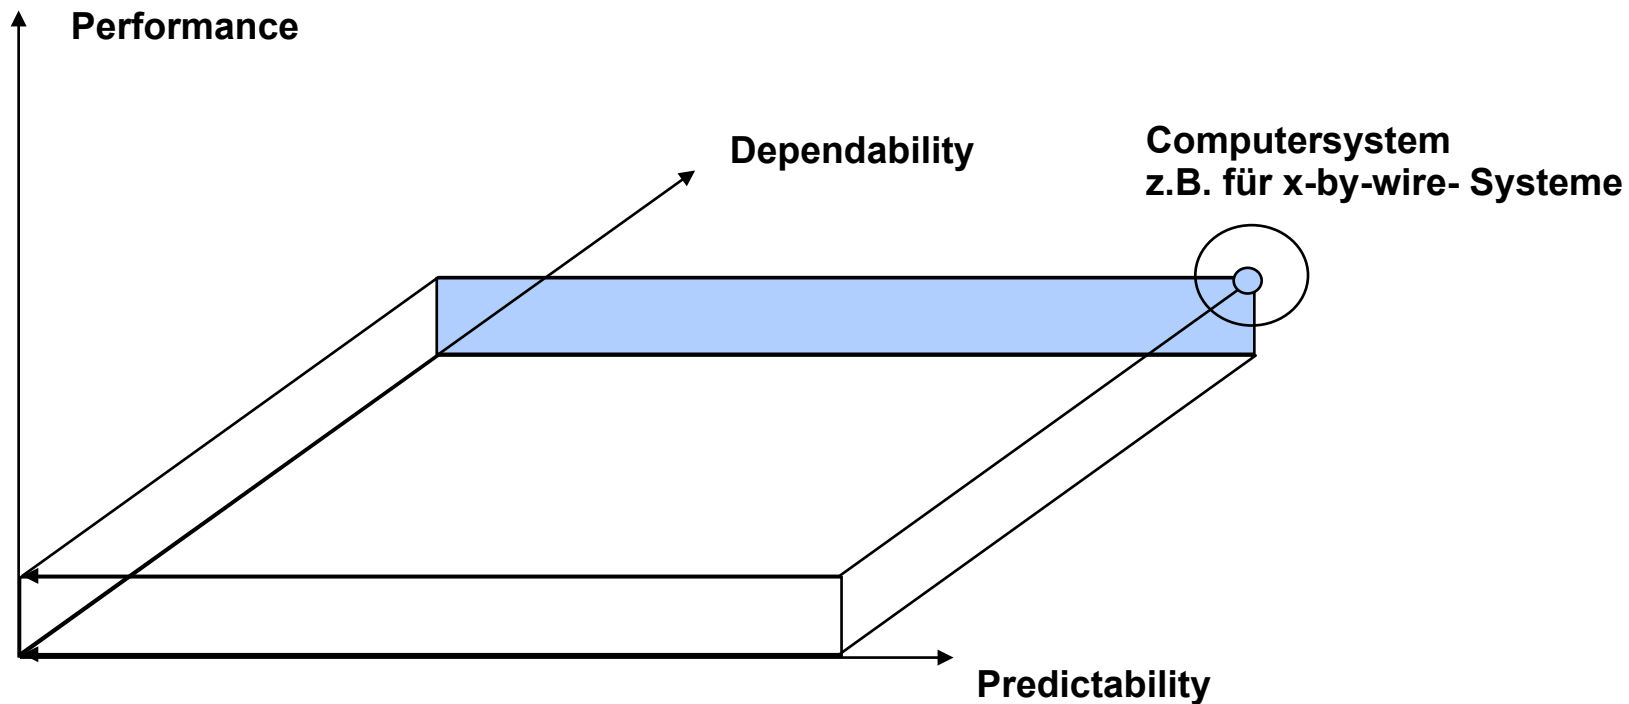 Performance
Dependability
Computersystem
z.B. für x-by-wire- Systeme
Predictability